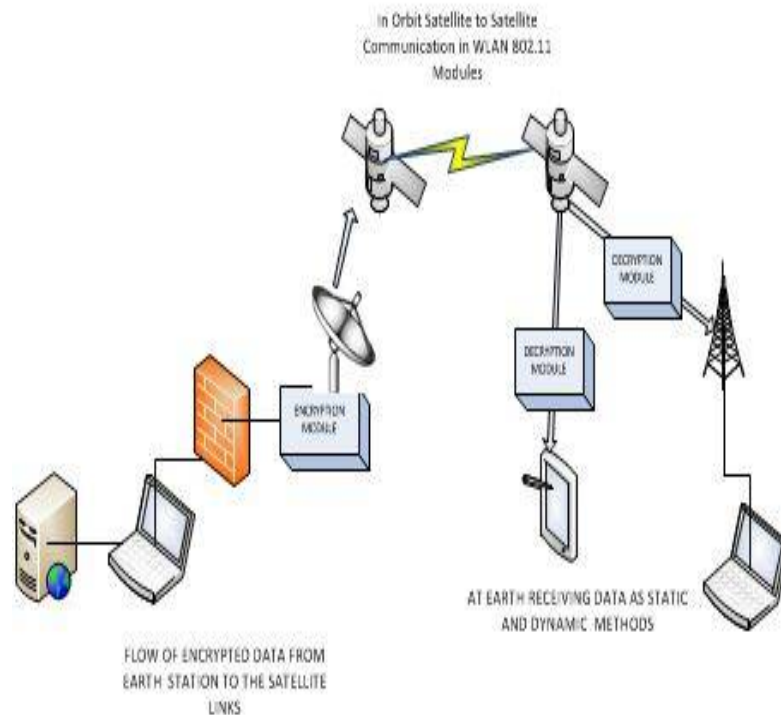 In Orbit Satellite to Satellite
Communication in WLAN 802.11
Modules
DECRYPTION
MODULE
DECRYPTION
MODULE
ENCRYPTION
MODULE
AT EARTH RECEIVING DATA AS STATIC
AND DYNAMIC METHODS
FLOW OF ENCRYPTED DATA FROM
EARTH STATION TO THE SATELLITE
LINKS